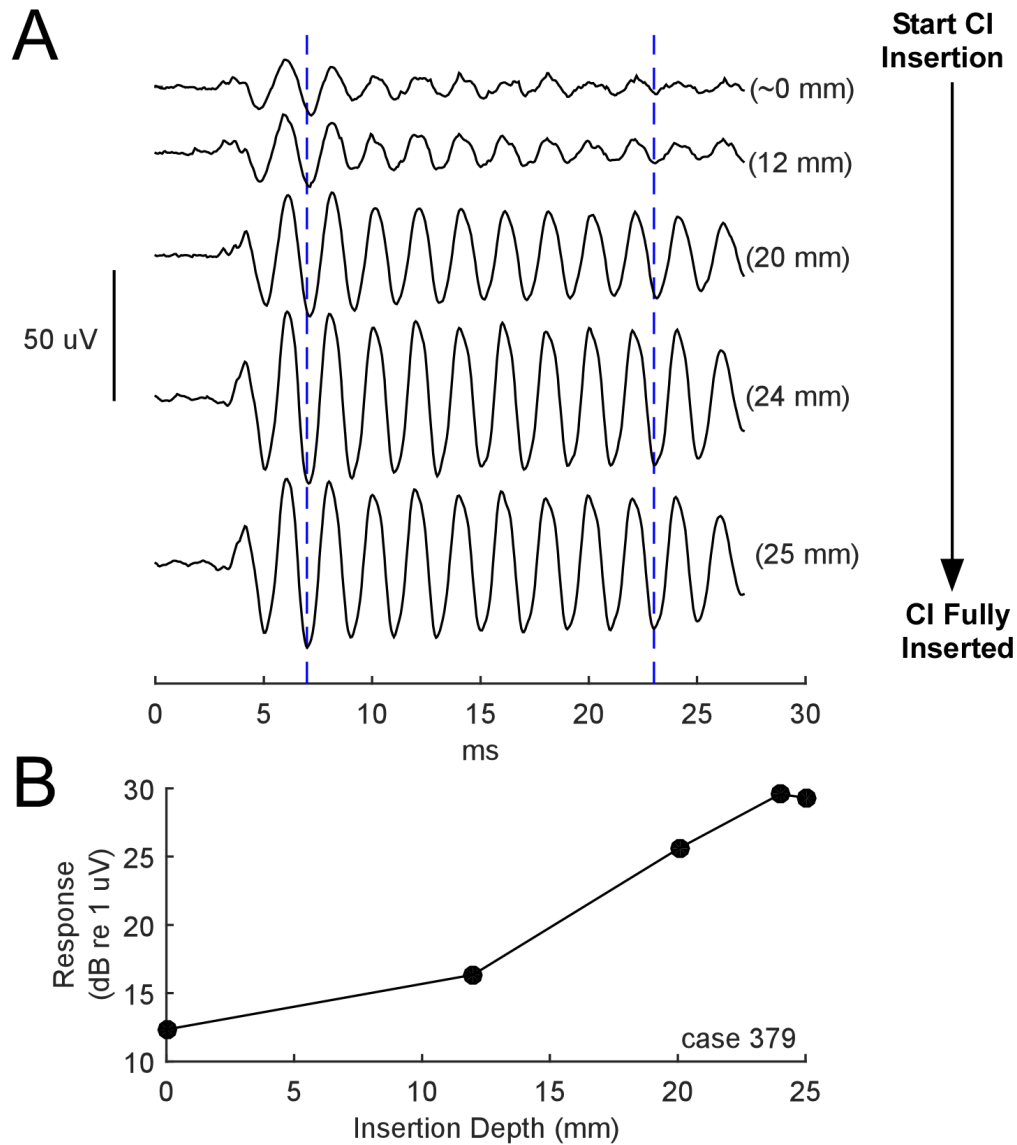 A
Start CI
Insertion
(~0 mm)
(12 mm)
(20 mm)
50 uV
(24 mm)
(25 mm)
CI Fully
Inserted
0 5 10 15 20 25 30
ms
B
30
25
20
15
10
Response
(dB re 1 uV)
case 379
0 5 10 15 20 25
Insertion Depth (mm)